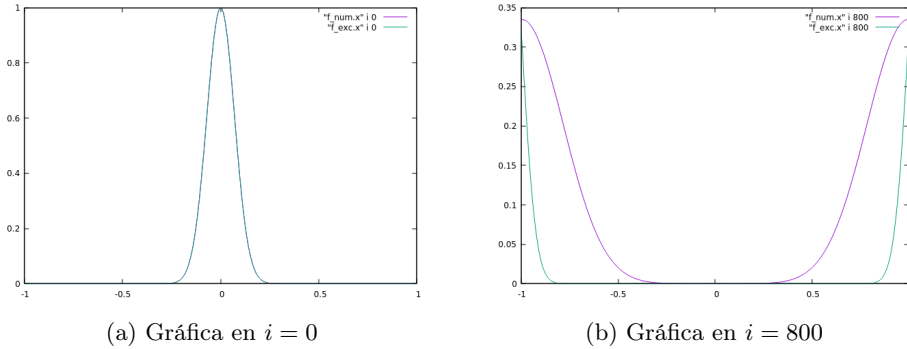 "f_num.x" i 0
"f_exc.x" i 0
1
0.8
0.6
0.4
0.2
0
-1 -0.5 0 0.5 1
(a) Gráfica en i = 0
"f_num.x" i 800
"f_exc.x" i 800
0.35
0.3
0.25
0.2
0.15
0.1
0.05
0
-1 -0.5 0 0.5
(b) Gráfica en i = 800